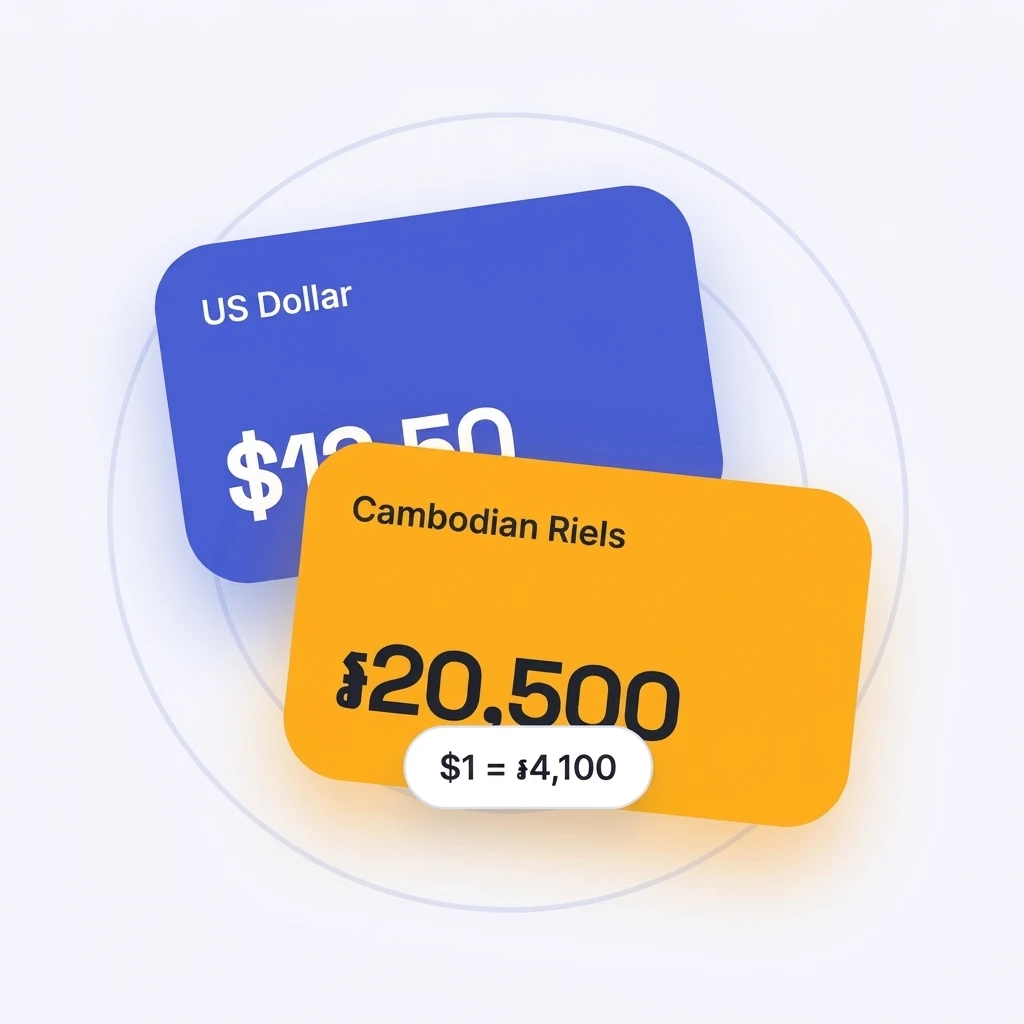 US Dollar
Cambodian Riels
៛20,500
$1 = ៛4,100